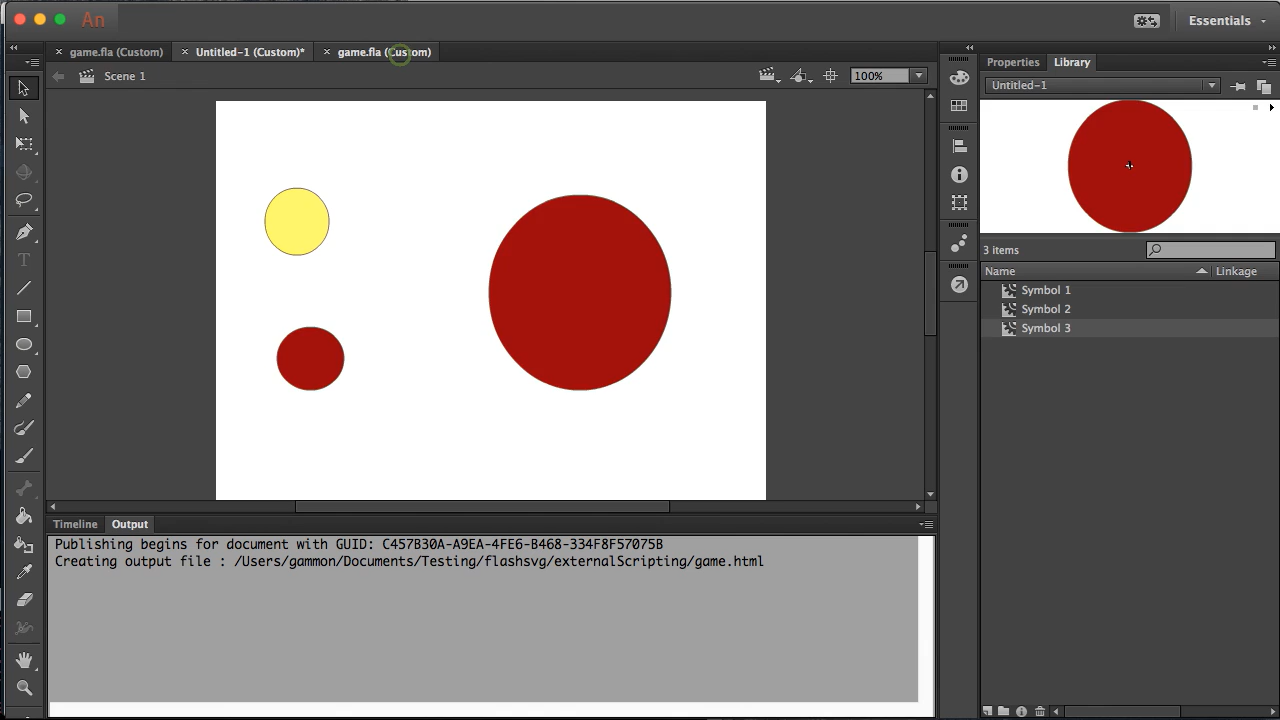 An
Essentials
game.fla (Custom)
Untitled-1 (Custom)*
game.fla (Custom)
Scene 1
100%
Properties
Library
Untitled-1
3 items
Name
Linkage
Symbol 1
Symbol 2
Symbol 3
Timeline
Output
Publishing begins for document with GUID: C457B30A-A9EA-4FE6-B468-334F8F57075B
Creating output file : /Users/gammon/Documents/Testing/flashsvg/externalScripting/game.html